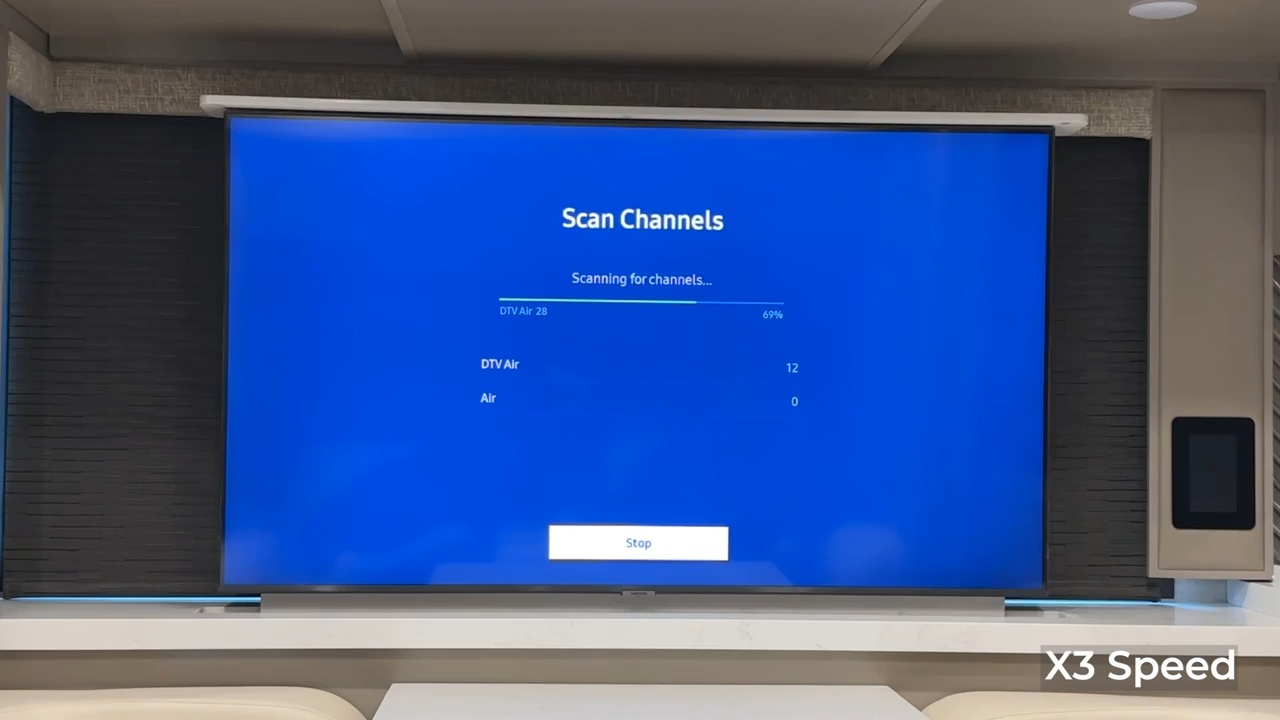 Scan Channels
Scanning for channels...
DTV Air 28 69%
DTV Air 12
Air 0
Stop
X3 Speed